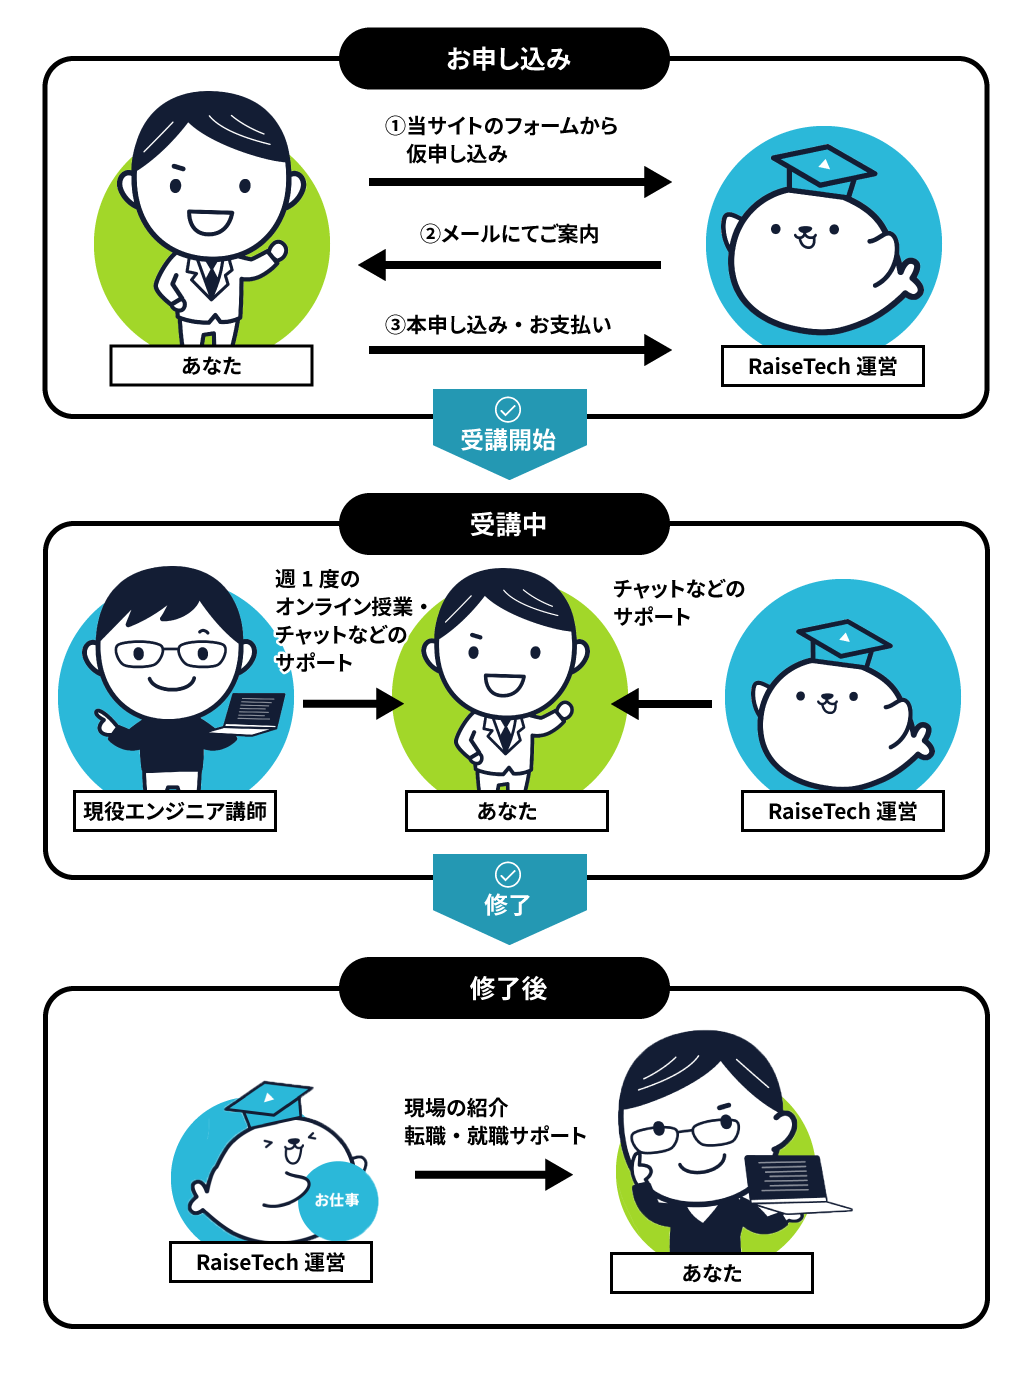 お申し込み
①当サイトのフォームから
仮申し込み
②メールにてご案内
③本申し込み・お支払い
あなた
RaiseTech 運営
受講開始
受講中
週1度の
オンライン授業・
チャットなどの
サポート
チャットなどの
サポート
現役エンジニア講師
あなた
RaiseTech 運営
修了
修了後
現場の紹介
転職・就職サポート
お仕事
RaiseTech 運営
あなた